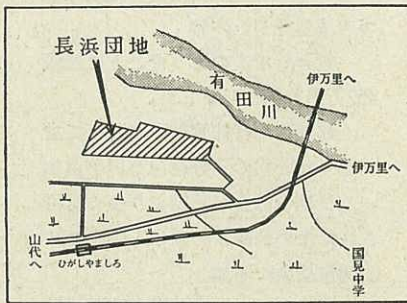 長浜団地
有田川
伊万里へ
伊万里へ
山代へ
ひがしやましろ
国見中学